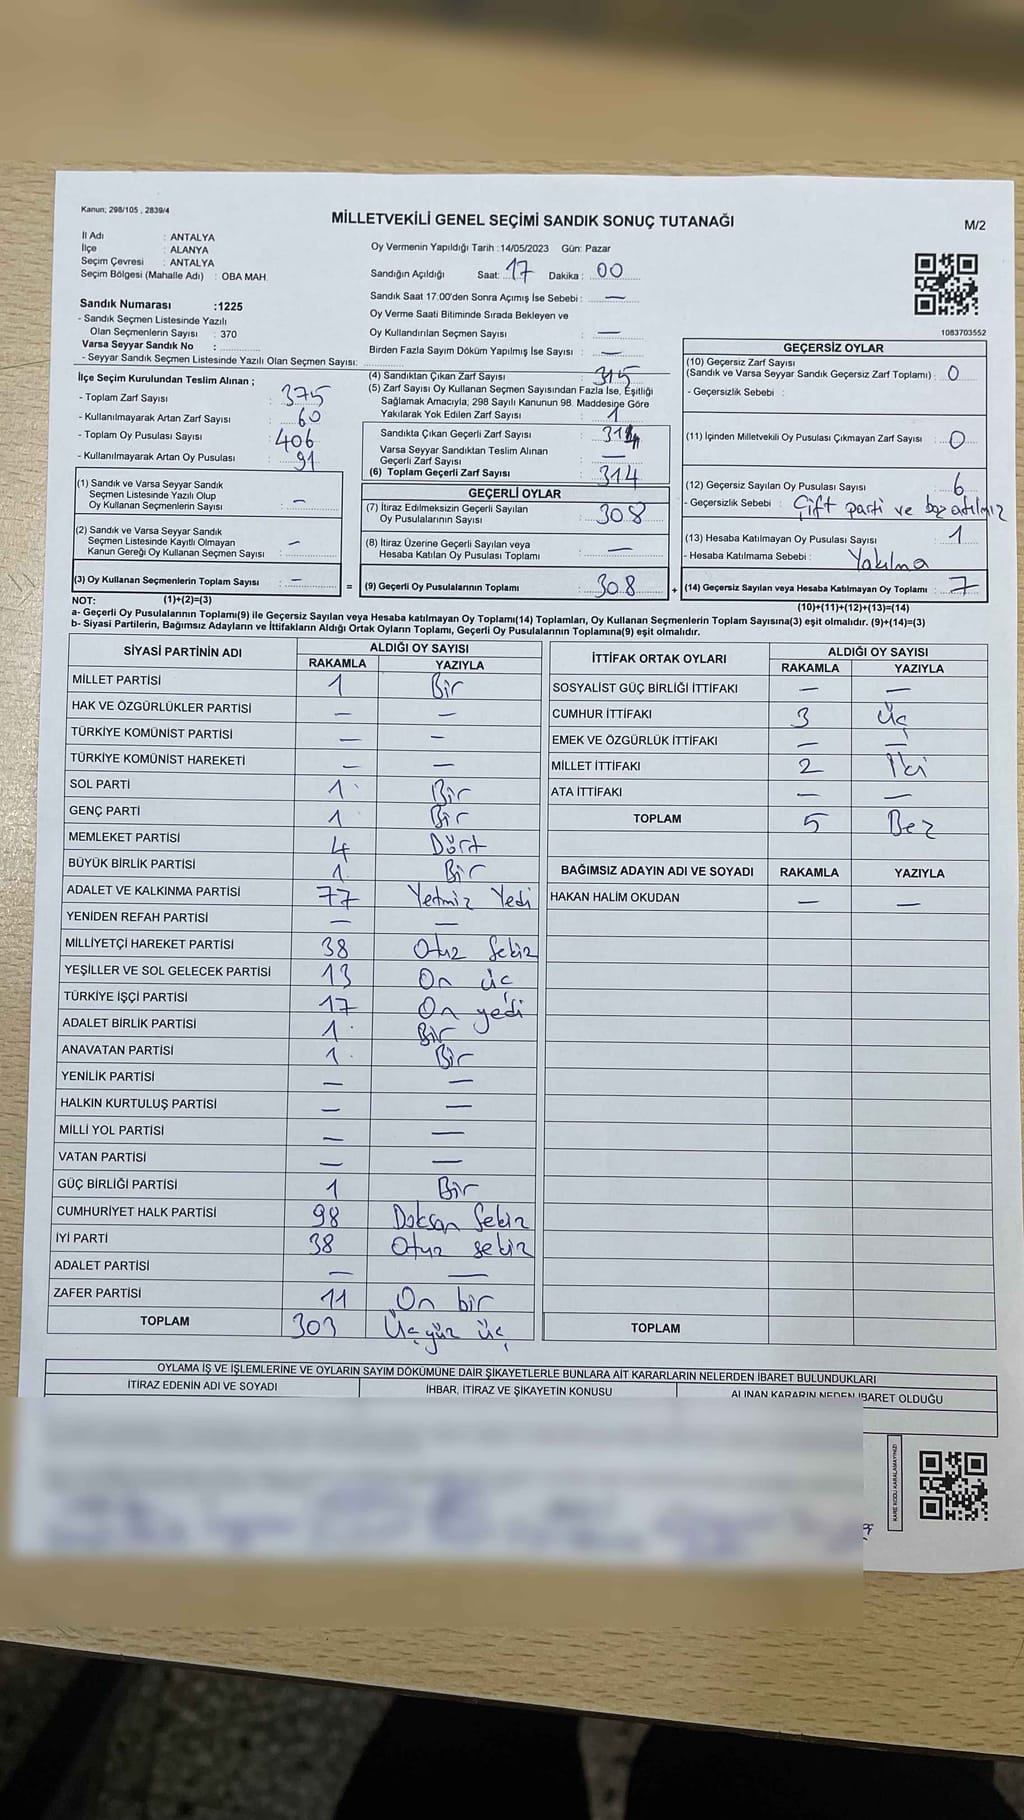 Kanun; 298/105 , 2839/4
MİLLETVEKİLİ GENEL SEÇİMİ SANDIK SONUÇ TUTANAĞI
M/2
İl Adı : ANTALYA
İlçe : ALANYA
Seçim Çevresi : ANTALYA
Seçim Bölgesi (Mahalle Adı) : OBA MAH.
Sandık Numarası :1225
- Sandık Seçmen Listesinde Yazılı
Olan Seçmenlerin Sayısı : 370
Varsa Seyyar Sandık No :
- Seyyar Sandık Seçmen Listesinde Yazılı Olan Seçmen Sayısı:
Oy Vermenin Yapıldığı Tarih :14/05/2023 Gün: Pazar
Sandığın Açıldığı Saat: 17 Dakika : 00
Sandık Saat 17.00'den Sonra Açımış İse Sebebi : —
Oy Verme Saati Bitiminde Sırada Bekleyen ve
Oy Kullandırılan Seçmen Sayısı : —
Birden Fazla Sayım Döküm Yapılmış İse Sayısı : —
1083703552
İlçe Seçim Kurulundan Teslim Alınan ;
- Toplam Zarf Sayısı : 375
- Kullanılmayarak Artan Zarf Sayısı : 60
- Toplam Oy Pusulası Sayısı : 406
- Kullanılmayarak Artan Oy Pusulası : 91
(1) Sandık ve Varsa Seyyar Sandık
Seçmen Listesinde Yazılı Olup
Oy Kullanan Seçmenlerin Sayısı : —
(2) Sandık ve Varsa Seyyar Sandık
Seçmen Listesinde Kayıtlı Olmayan
Kanun Gereği Oy Kullanan Seçmen Sayısı : —
(3) Oy Kullanan Seçmenlerin Toplam Sayısı : —
(1)+(2)=(3)
(4) Sandıktan Çıkan Zarf Sayısı : 315
(5) Zarf Sayısı Oy Kullanan Seçmen Sayısından Fazla İse, Eşitliği
Sağlamak Amacıyla, 298 Sayılı Kanunun 98. Maddesine Göre
Yakılarak Yok Edilen Zarf Sayısı : 1
Sandıkta Çıkan Geçerli Zarf Sayısı : 314
Varsa Seyyar Sandıktan Teslim Alınan
Geçerli Zarf Sayısı : —
(6) Toplam Geçerli Zarf Sayısı : 314
GEÇERLİ OYLAR
(7) İtiraz Edilmeksizin Geçerli Sayılan
Oy Pusulalarının Sayısı : 308
(8) İtiraz Üzerine Geçerli Sayılan veya
Hesaba Katılan Oy Pusulası Toplamı : —
= (9) Geçerli Oy Pusulalarının Toplamı : 308
GEÇERSİZ OYLAR
(10) Geçersiz Zarf Sayısı
(Sandık ve Varsa Seyyar Sandık Geçersiz Zarf Toplamı) : 0
- Geçersizlik Sebebi :
(11) İçinden Milletvekili Oy Pusulası Çıkmayan Zarf Sayısı : 0
(12) Geçersiz Sayılan Oy Pusulası Sayısı : 6
- Geçersizlik Sebebi : Çift parti ve boş atılmış
(13) Hesaba Katılmayan Oy Pusulası Sayısı : 1
- Hesaba Katılmama Sebebi : Yakılma
+ (14) Geçersiz Sayılan veya Hesaba Katılmayan Oy Toplamı : 7
(10)+(11)+(12)+(13)=(14)
NOT:
a- Geçerli Oy Pusulaları Toplamı(9) ile Geçersiz Sayılan veya Hesaba katılmayan Oy Toplamı(14) Toplamları, Oy Kullanan Seçmenlerin Toplam Sayısına(3) eşit olmalıdır. (9)+(14)=(3)
b- Siyasi Partilerin, Bağımsız Adayların ve İttifakların Aldığı Ortak Oyların Toplamı, Geçerli Oy Pusulalarının Toplamına(9) eşit olmalıdır.
SİYASİ PARTİNİN ADI ALDIĞI OY SAYISI
RAKAMLA YAZIYLA
MİLLET PARTİSİ 1 Bir
HAK VE ÖZGÜRLÜKLER PARTİSİ — —
TÜRKİYE KOMÜNİST PARTİSİ — —
TÜRKİYE KOMÜNİST HAREKETİ — —
SOL PARTİ 1 Bir
GENÇ PARTİ 1 Bir
MEMLEKET PARTİSİ 4 Dört
BÜYÜK BİRLİK PARTİSİ 1 Bir
ADALET VE KALKINMA PARTİSİ 77 Yetmiş Yedi
YENİDEN REFAH PARTİSİ — —
MİLLİYETÇİ HAREKET PARTİSİ 38 Otuz Sekiz
YEŞİLLER VE SOL GELECEK PARTİSİ 13 On üç
TÜRKİYE İŞÇİ PARTİSİ 17 On yedi
ADALET BİRLİK PARTİSİ 1 Bir
ANAVATAN PARTİSİ 1 Bir
YENİLİK PARTİSİ — —
HALKIN KURTULUŞ PARTİSİ — —
MİLLİ YOL PARTİSİ — —
VATAN PARTİSİ — —
GÜÇ BİRLİĞİ PARTİSİ 1 Bir
CUMHURİYET HALK PARTİSİ 98 Doksan Sekiz
İYİ PARTİ 38 Otuz sekiz
ADALET PARTİSİ — —
ZAFER PARTİSİ 11 On bir
TOPLAM 303 Üç yüz üç
İTTİFAK ORTAK OYLARI ALDIĞI OY SAYISI
RAKAMLA YAZIYLA
SOSYALİST GÜÇ BİRLİĞİ İTTİFAKI — —
CUMHUR İTTİFAKI 3 Üç
EMEK VE ÖZGÜRLÜK İTTİFAKI — —
MİLLET İTTİFAKI 2 İki
ATA İTTİFAKI — —
TOPLAM 5 Beş
BAĞIMSIZ ADAYIN ADI VE SOYADI RAKAMLA YAZIYLA
HAKAN HALİM OKUDAN — —
TOPLAM
OYLAMA İŞ VE İŞLEMLERİNE VE OYLARIN SAYIM DÖKÜMÜNE DAİR ŞİKAYETLERLE BUNLARA AİT KARARLARIN NELERDEN İBARET BULUNDUKLARI
İTİRAZ EDENİN ADI VE SOYADI İHBAR, İTİRAZ VE ŞİKAYETİN KONUSU ALINAN KARARIN NEDEN İBARET OLDUĞU
KARE KODU KARALAMAYINIZ!